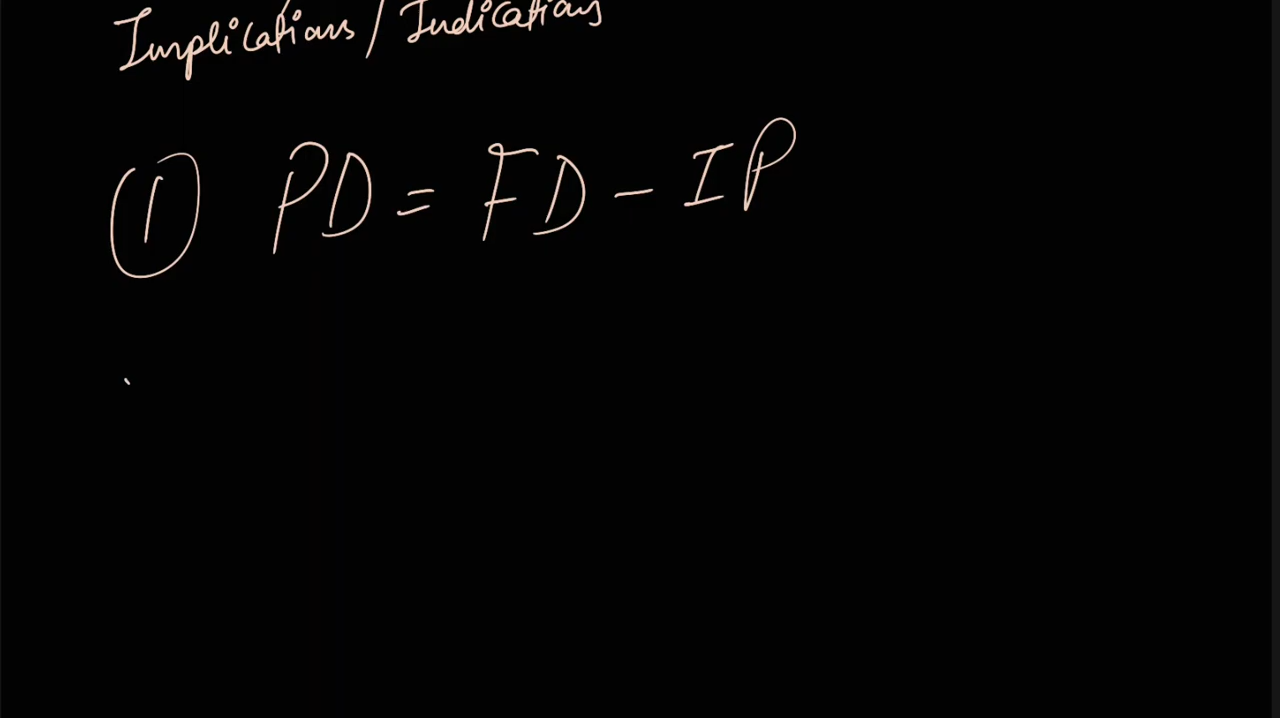 Implications / Indications
① PD = FD - IP